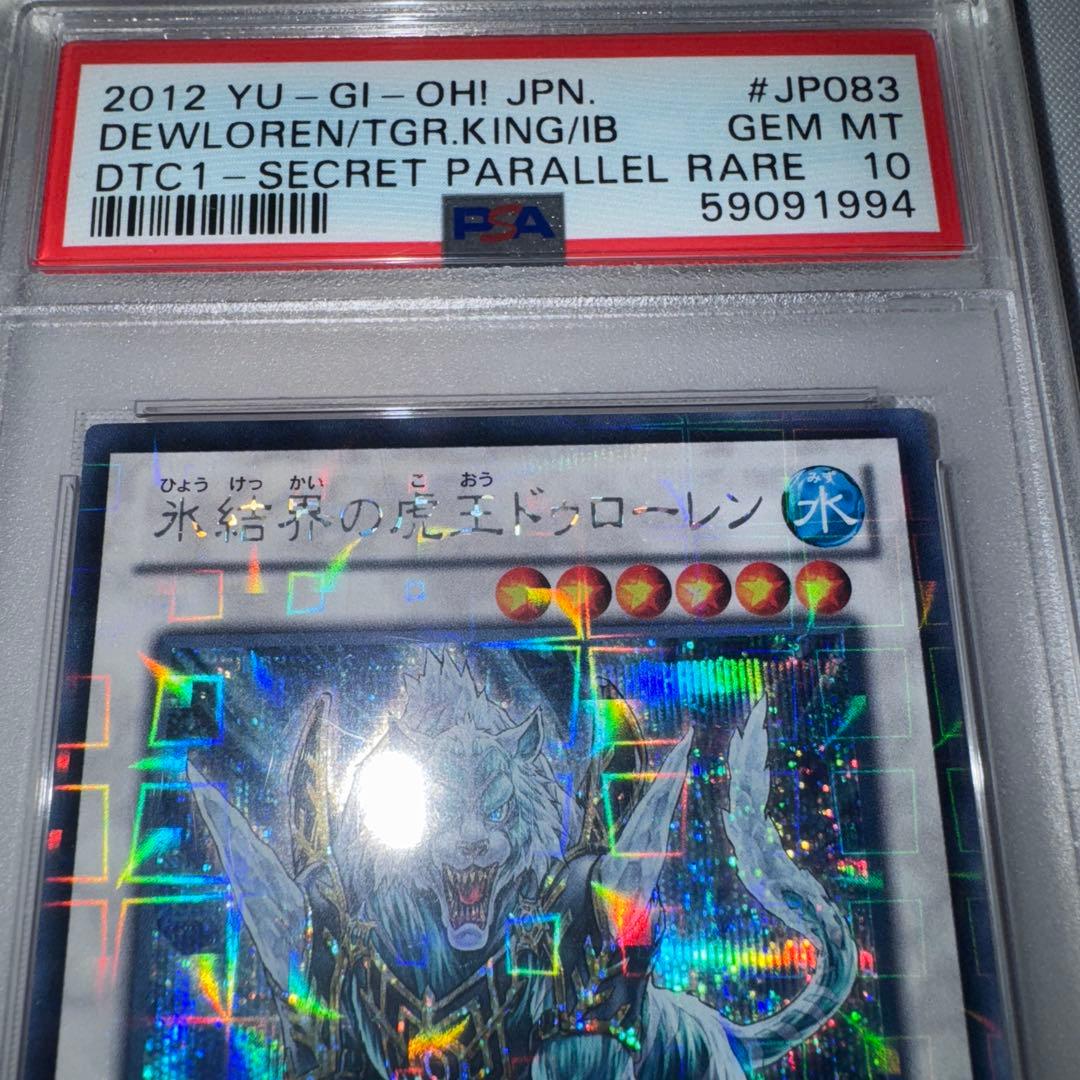 2012 YU-GI-OH! JPN. #JP083
DEWLOREN/TGR.KING/IB GEM MT
DTC1-SECRET PARALLEL RARE 10
PSA 59091994
ひょう けっ かい こ おう
氷結界の虎王ドゥローレン
みず
水